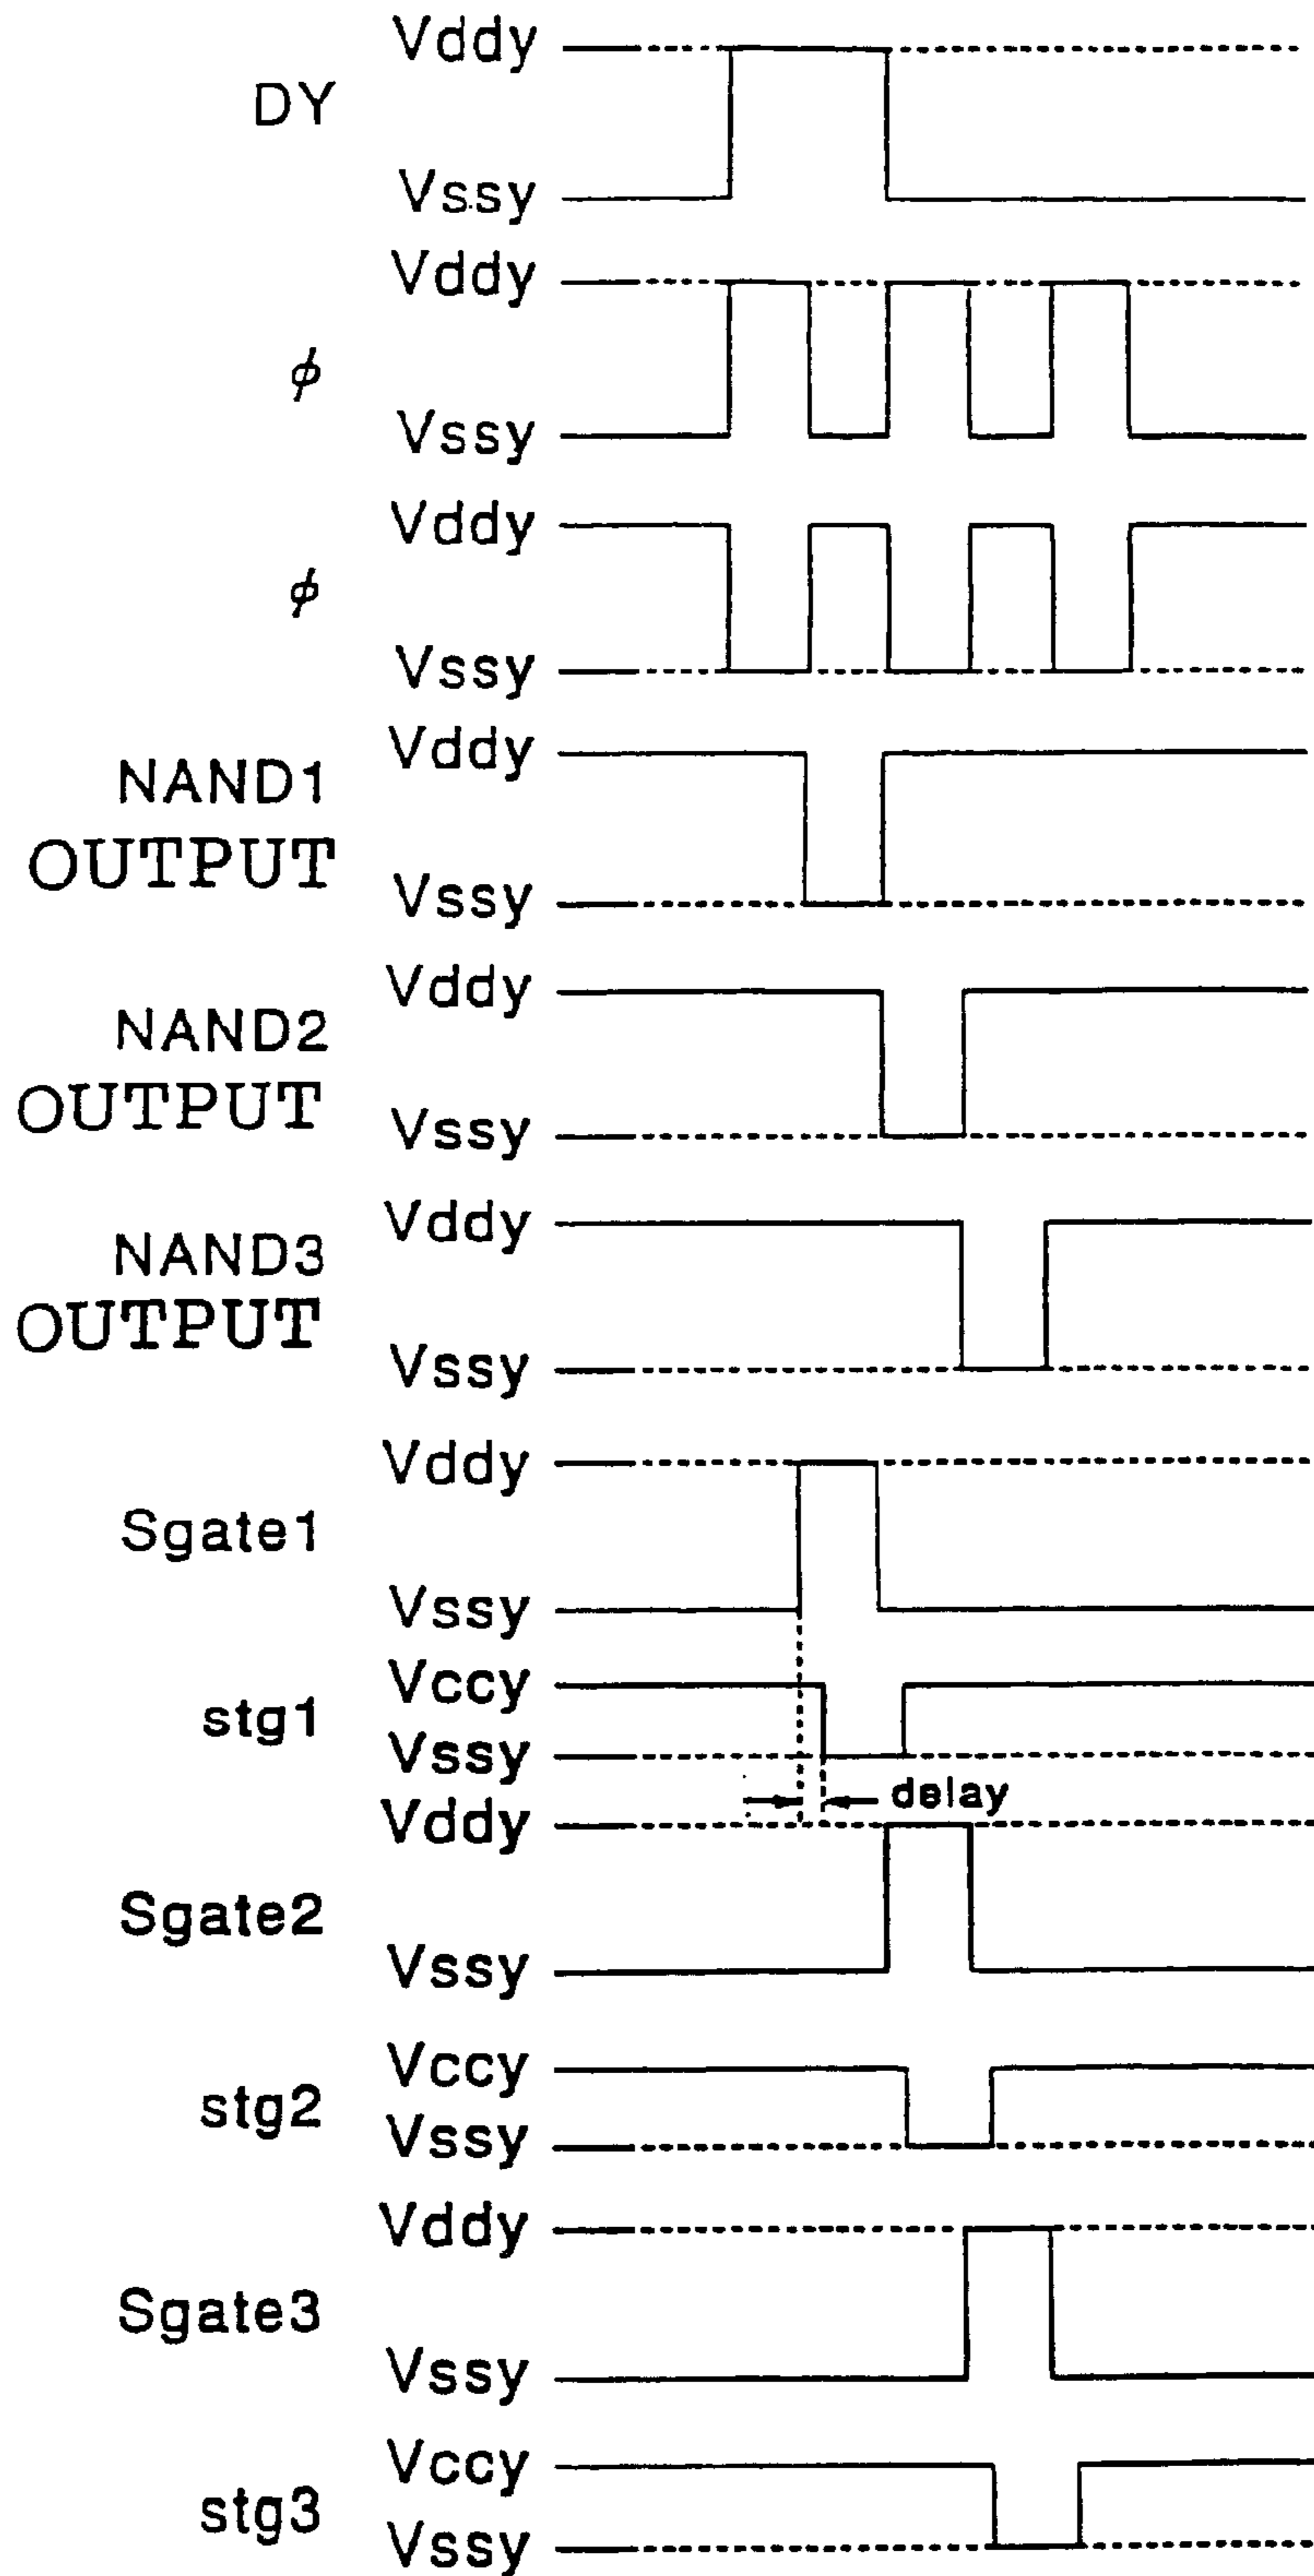 Vddy
DY
Vssy
Vddy
ϕ
Vssy
Vddy
ϕ
Vssy
Vddy
NAND1
OUTPUT
Vssy
Vddy
NAND2
OUTPUT
Vssy
Vddy
NAND3
OUTPUT
Vssy
Vddy
Sgate1
Vssy
Vccy
stg1
Vssy
delay
Vddy
Sgate2
Vssy
Vccy
stg2
Vssy
Vddy
Sgate3
Vssy
Vccy
stg3
Vssy